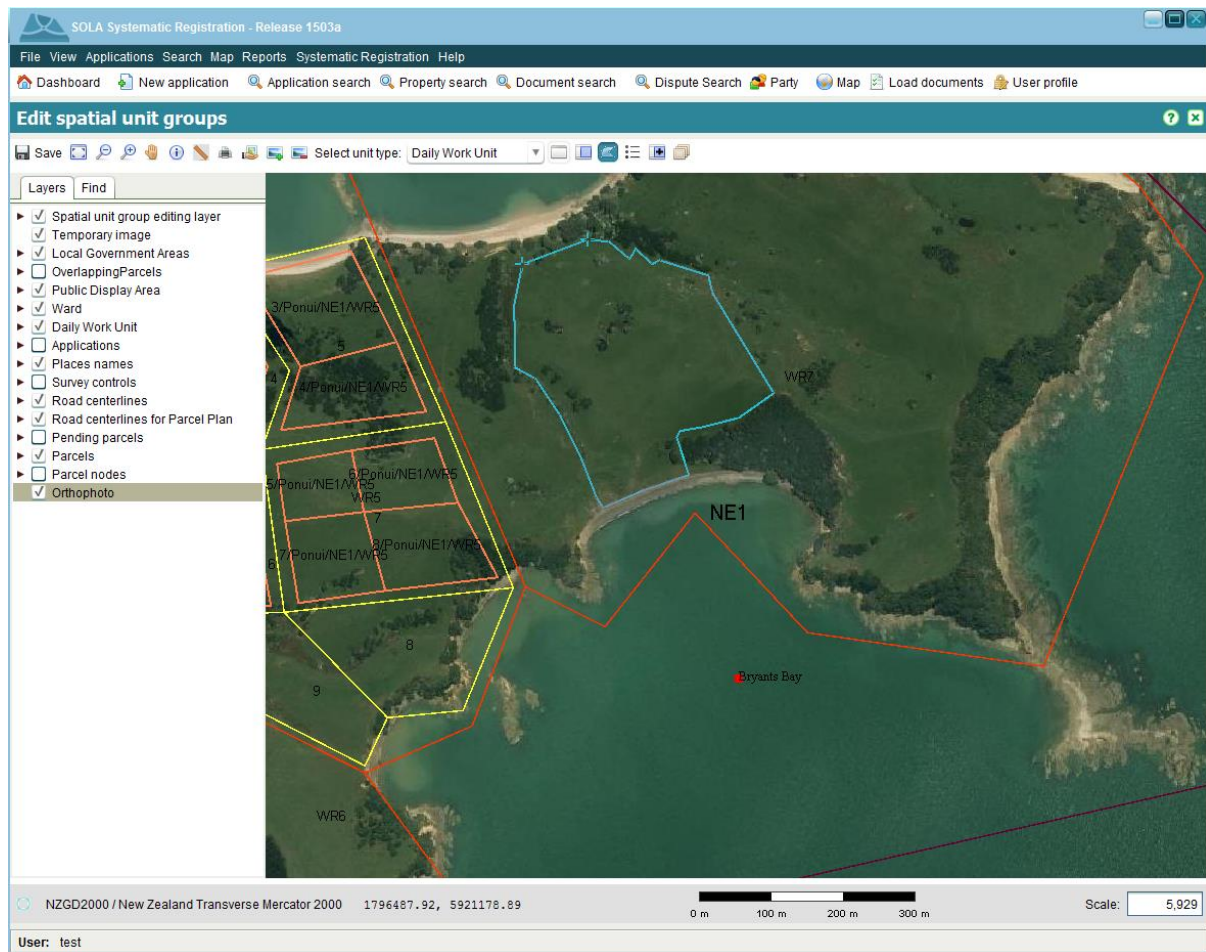 SOLA Systematic Registration - Release 1503a
File View Applications Search Map Reports Systematic Registration Help
Dashboard New application Application search Property search Document search Dispute Search Party Map Load documents User profile
Edit spatial unit groups
Save Select unit type: Daily Work Unit
Layers Find
Spatial unit group editing layer
Temporary image
Local Government Areas
OverlappingParcels
Public Display Area
Ward
Daily Work Unit
Applications
Places names
Survey controls
Road centerlines
Road centerlines for Parcel Plan
Pending parcels
Parcels
Parcel nodes
Orthophoto
3/Ponui/NE1/WR5
5
4
4/Ponui/NE1/WR5
WR7
6/Ponui/NE1/WR5
5/Ponui/NE1/WR5
WR5
7
NE1
8/Ponui/NE1/WR5
7/Ponui/NE1/WR5
6
8
Bryants Bay
9
WR6
NZGD2000 / New Zealand Transverse Mercator 2000 1796487.92, 5921178.89
0 m 100 m 200 m 300 m
Scale: 5,929
User: test